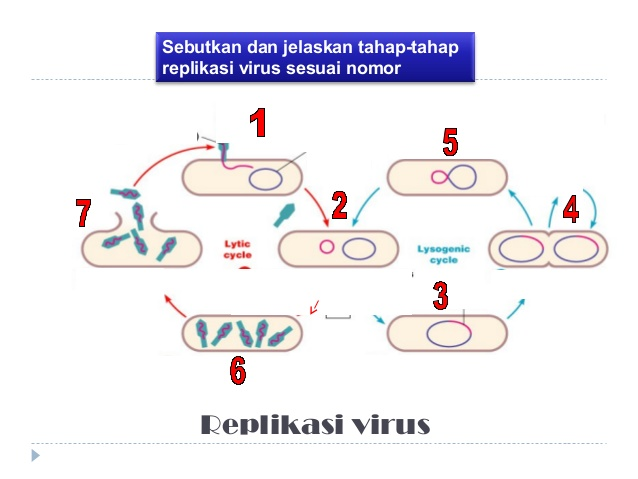 Sebutkan dan jelaskan tahap-tahap
replikasi virus sesuai nomor
1
5
2
7
4
Lytic
cycle
Lysogenic
cycle
3
6
Replikasi virus